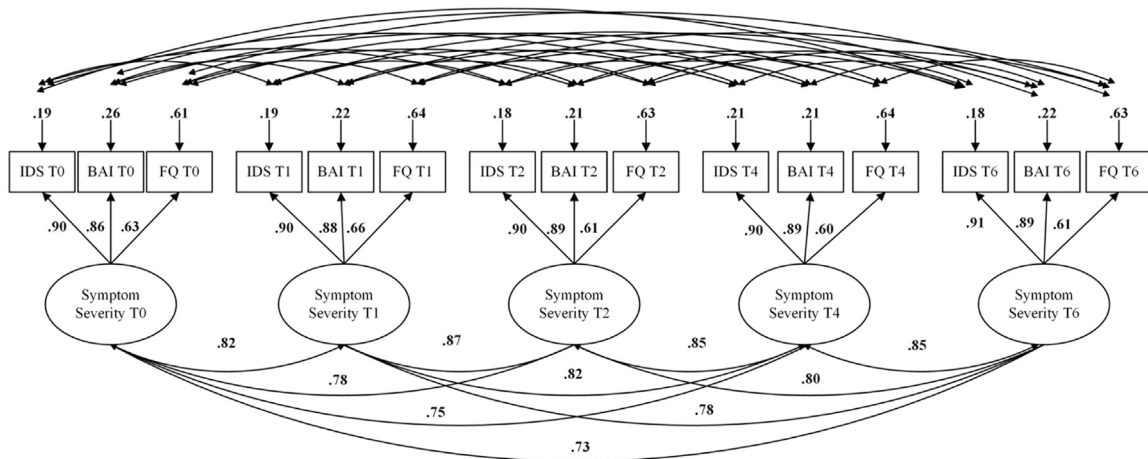 .19 .26 .61 .19 .22 .64 .18 .21 .63 .21 .21 .64 .18 .22 .63
IDS T0 BAI T0 FQ T0 IDS T1 BAI T1 FQ T1 IDS T2 BAI T2 FQ T2 IDS T4 BAI T4 FQ T4 IDS T6 BAI T6 FQ T6
.90 .86 .63 .90 .88 .66 .90 .89 .61 .90 .89 .60 .91 .89 .61
Symptom Symptom Symptom Symptom Symptom
Severity T0 Severity T1 Severity T2 Severity T4 Severity T6
.82 .87 .85 .85
.78 .82 .80
.75 .78
.73